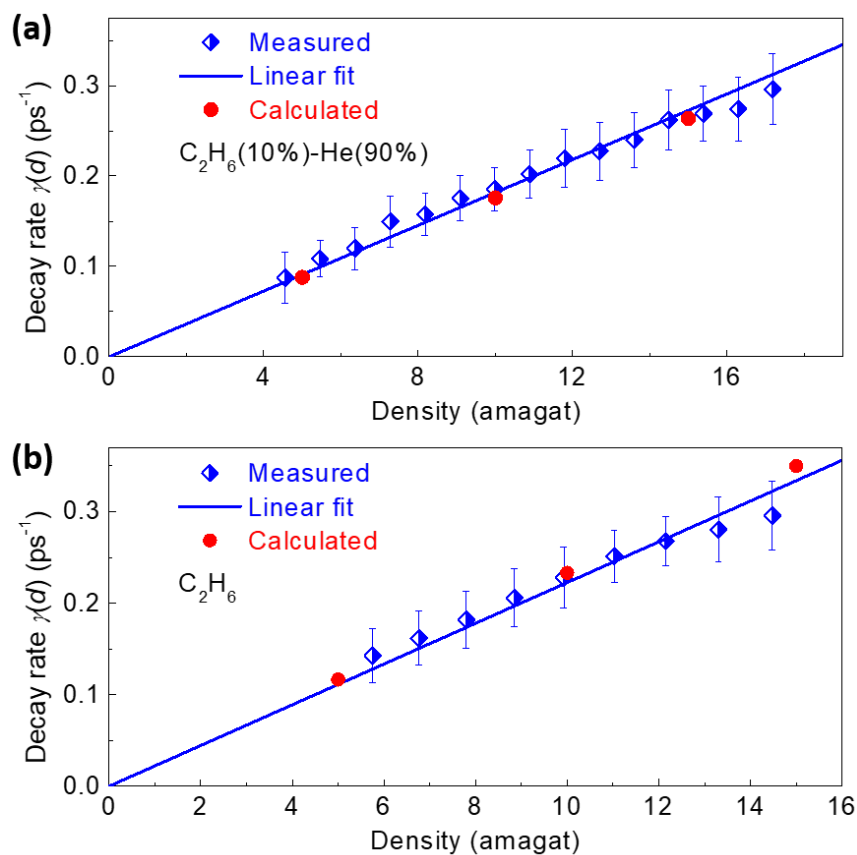 (a)
Measured
Linear fit
Calculated
C₂H₆(10%)-He(90%)
Decay rate γ(d) (ps⁻¹)
0.3
0.2
0.1
0.0
0 4 8 12 16
Density (amagat)
(b)
Measured
Linear fit
Calculated
C₂H₆
Decay rate γ(d) (ps⁻¹)
0.3
0.2
0.1
0.0
0 2 4 6 8 10 12 14 16
Density (amagat)